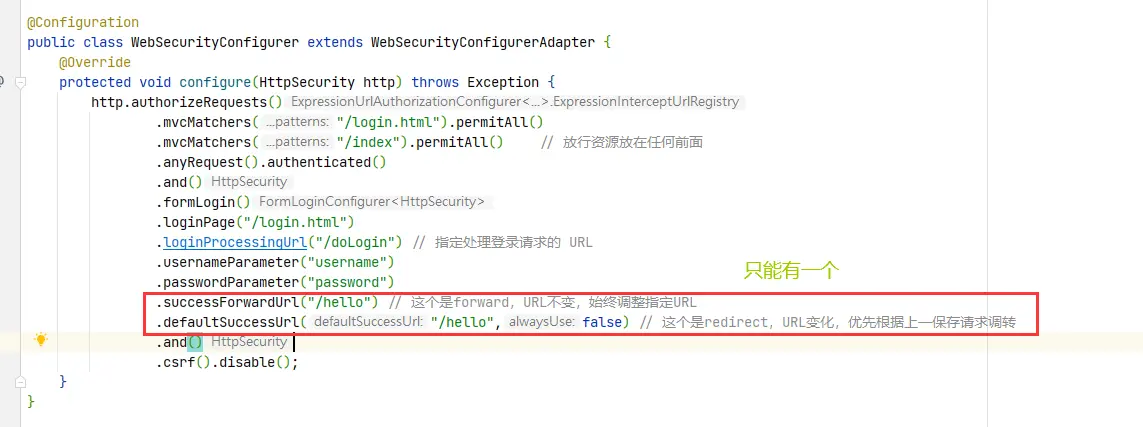 @Configuration
public class WebSecurityConfigurer extends WebSecurityConfigurerAdapter {
@Override
protected void configure(HttpSecurity http) throws Exception {
http.authorizeRequests() ExpressionUrlAuthorizationConfigurer<...>.ExpressionInterceptUrlRegistry
.mvcMatchers( ...patterns: "/login.html").permitAll()
.mvcMatchers( ...patterns: "/index").permitAll() // 放行资源放在任何前面
.anyRequest().authenticated()
.and() HttpSecurity
.formLogin() FormLoginConfigurer<HttpSecurity>
.loginPage("/login.html")
.loginProcessingUrl("/doLogin") // 指定处理登录请求的 URL
.usernameParameter("username")
只能有一个
.passwordParameter("password")
.successForwardUrl("/hello") // 这个是forward，URL不变，始终调整指定URL
.defaultSuccessUrl( defaultSuccessUrl: "/hello", alwaysUse: false) // 这个是redirect，URL变化，优先根据上一保存请求调转
.and() HttpSecurity
.csrf().disable();
}
}